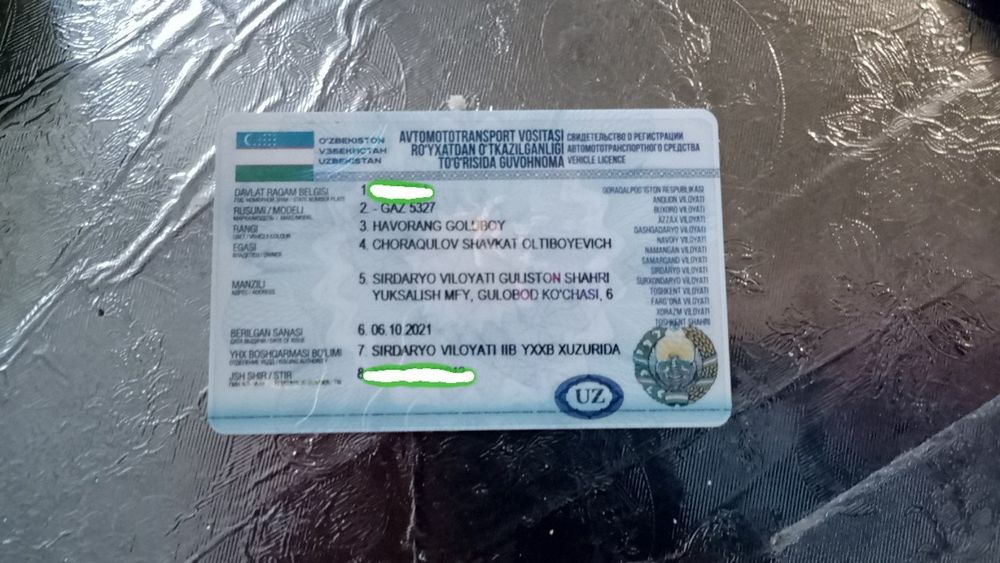 O'ZBEKISTON
ЎЗБЕКИСТАН
UZBEKISTAN
AVTOMOTOTRANSPORT VOSITASI
RO'YXATDAN O'TKAZILGANLIGI
TO'G'RISIDA GUVOHNOMA
СВИДЕТЕЛЬСТВО О РЕГИСТРАЦИИ
АВТОМОТОТРАНСПОРТНОГО СРЕДСТВА
VEHICLE LICENCE
DAVLAT RAQAM BELGISI 1.
RUSUMI / MODELI 2. - GAZ 5327
RANGI 3. HAVORANG GOLUBOY
EGASI 4. CHORAQULOV SHAVKAT OLTIBOYEVICH
MANZILI 5. SIRDARYO VILOYATI GULISTON SHAHRI
YUKSALISH MFY, GULOBOD KO'CHASI, 6
BERILGAN SANASI 6. 06.10.2021
YHX BOSHQARMASI BO'LIMI 7. SIRDARYO VILOYATI IIB YXXB XUZURIDA
JSH SHIR / STIR 8
QORAQALPOG'ISTON RESPUBLIKASI
ANDIJON VILOYATI
BUXORO VILOYATI
JIZZAX VILOYATI
QASHQADARYO VILOYATI
NAVOIY VILOYATI
NAMANGAN VILOYATI
SAMARQAND VILOYATI
SIRDARYO VILOYATI
SURXONDARYO VILOYATI
TOSHKENT VILOYATI
FARG'ONA VILOYATI
XORAZM VILOYATI
TOSHKENT SHAHRI
UZ